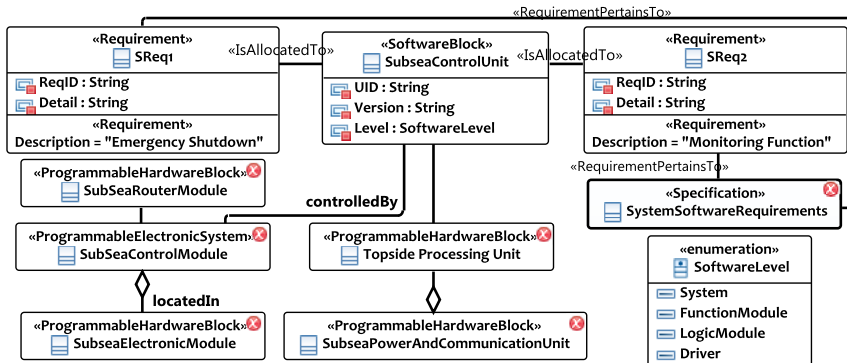 «RequirementPertainsTo»
«Requirement»
SReq1
ReqID : String
Detail : String
«Requirement»
Description = "Emergency Shutdown"
«IsAllocatedTo»
«SoftwareBlock»
SubseaControlUnit
UID : String
Version : String
Level : SoftwareLevel
«IsAllocatedTo»
«Requirement»
SReq2
ReqID : String
Detail : String
«Requirement»
Description = "Monitoring Function"
«RequirementPertainsTo»
«ProgrammableHardwareBlock»
SubSeaRouterModule
controlledBy
«Specification»
SystemSoftwareRequirements
«ProgrammableElectronicSystem»
SubSeaControlModule
«ProgrammableHardwareBlock»
Topside Processing Unit
«enumeration»
SoftwareLevel
System
FunctionModule
LogicModule
Driver
locatedIn
«ProgrammableHardwareBlock»
SubseaElectronicModule
«ProgrammableHardwareBlock»
SubseaPowerAndCommunicationUnit